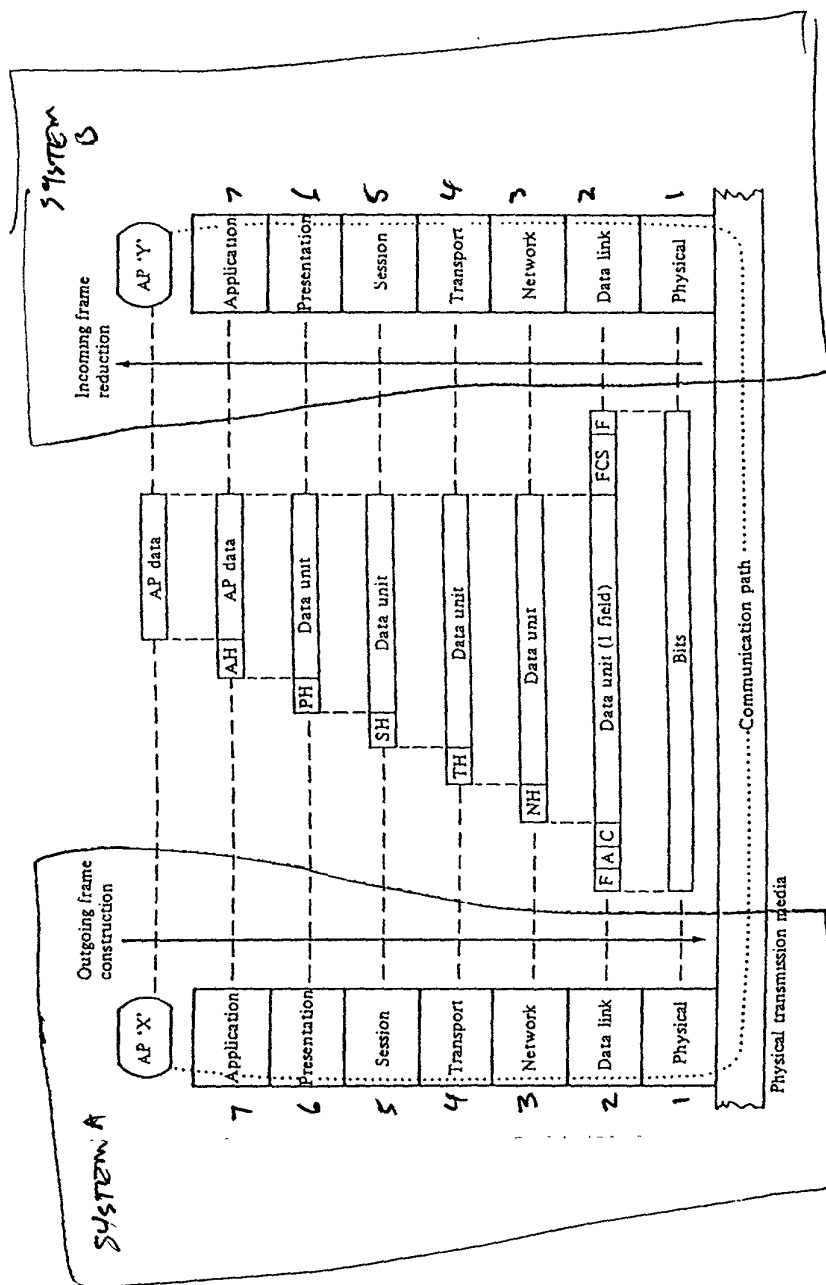 SYSTEM A
SYSTEM B
AP 'X'
Outgoing frame
construction
AP data
Incoming frame
reduction
AP 'Y'
7
Application
AH
AP data
Application
7
6
Presentation
PH
Data unit
Presentation
6
5
Session
SH
Data unit
Session
5
4
Transport
TH
Data unit
Transport
4
3
Network
NH
Data unit
Network
3
2
Data link
F
A
C
Data unit (1 field)
FCS
F
Data link
2
1
Physical
Bits
Physical
1
Communication path
Physical transmission media